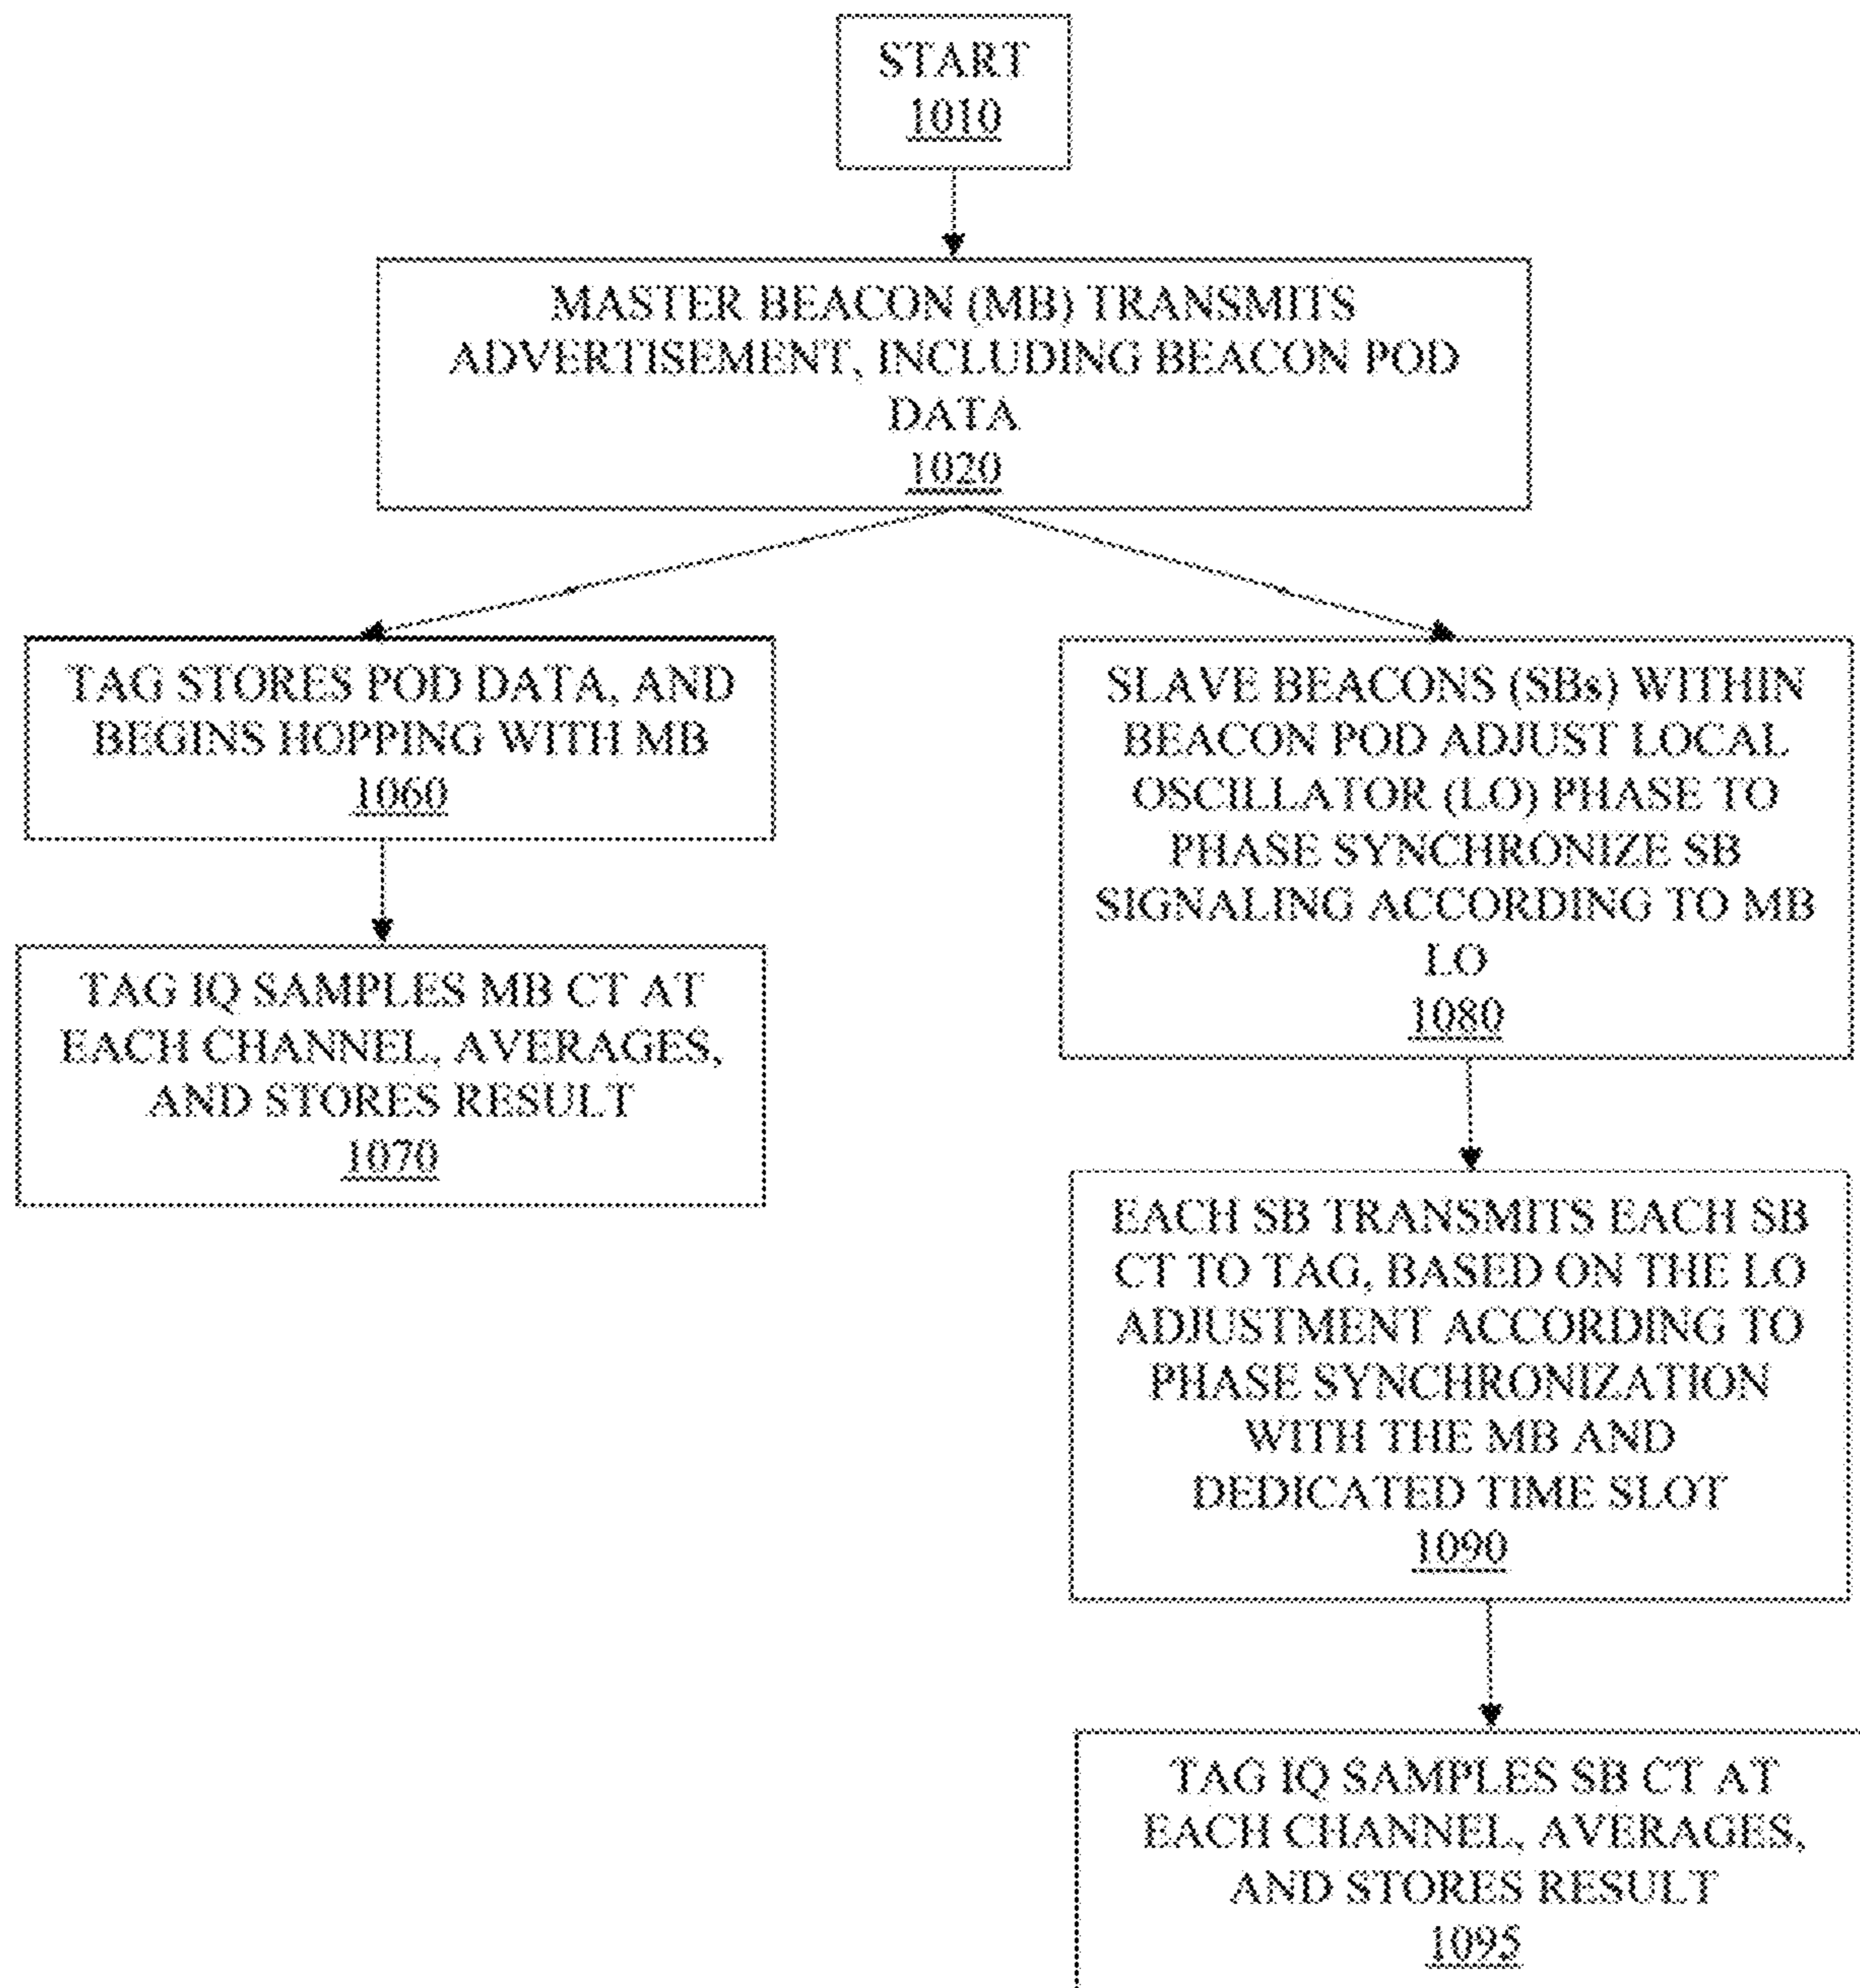 START
1010
MASTER BEACON (MB) TRANSMITS
ADVERTISEMENT, INCLUDING BEACON POD
DATA
1020
TAG STORES POD DATA, AND
BEGINS HOPPING WITH MB
1060
TAG IQ SAMPLES MB CT AT
EACH CHANNEL, AVERAGES,
AND STORES RESULT
1070
SLAVE BEACONS (SBs) WITHIN
BEACON POD ADJUST LOCAL
OSCILLATOR (LO) PHASE TO
PHASE SYNCHRONIZE SB
SIGNALING ACCORDING TO MB
LO
1080
EACH SB TRANSMITS EACH SB
CT TO TAG, BASED ON THE LO
ADJUSTMENT ACCORDING TO
PHASE SYNCHRONIZATION
WITH THE MB AND
DEDICATED TIME SLOT
1090
TAG IQ SAMPLES SB CT AT
EACH CHANNEL, AVERAGES,
AND STORES RESULT
1095